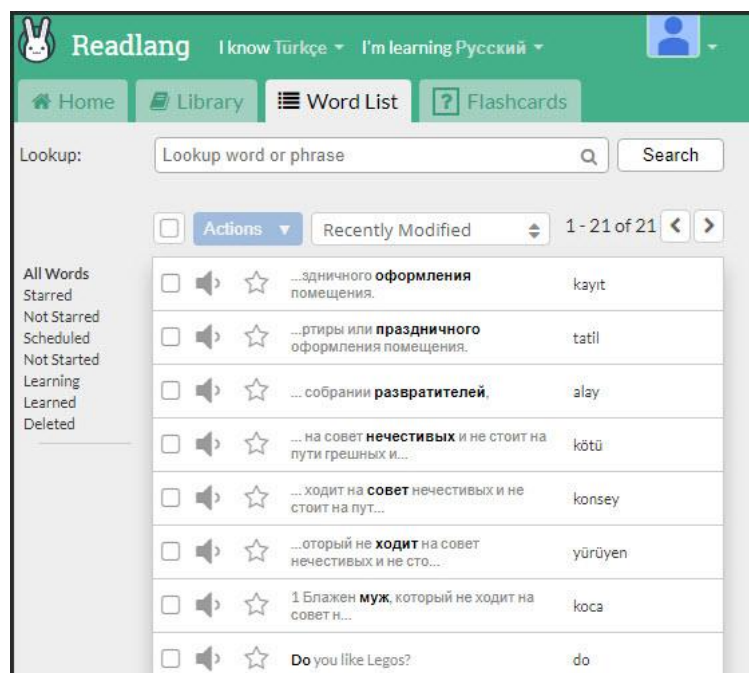 Readlang I know Türkçe I'm learning Русский
Home Library Word List ? Flashcards
Lookup: Lookup word or phrase Search
Actions Recently Modified 1 - 21 of 21
All Words
Starred
Not Starred
Scheduled
Not Started
Learning
Learned
Deleted
...здничного оформления
помещения.
kayıt
...ртиры или праздничного
оформления помещения.
tatil
... собрании развратителей,
alay
... на совет нечестивых и не стоит на
пути грешных и...
kötü
... ходит на совет нечестивых и не
стоит на пут...
konsey
...оторый не ходит на совет
нечестивых и не сто...
yürüyen
1 Блажен муж, который не ходит на
совет н...
koca
Do you like Legos?
do